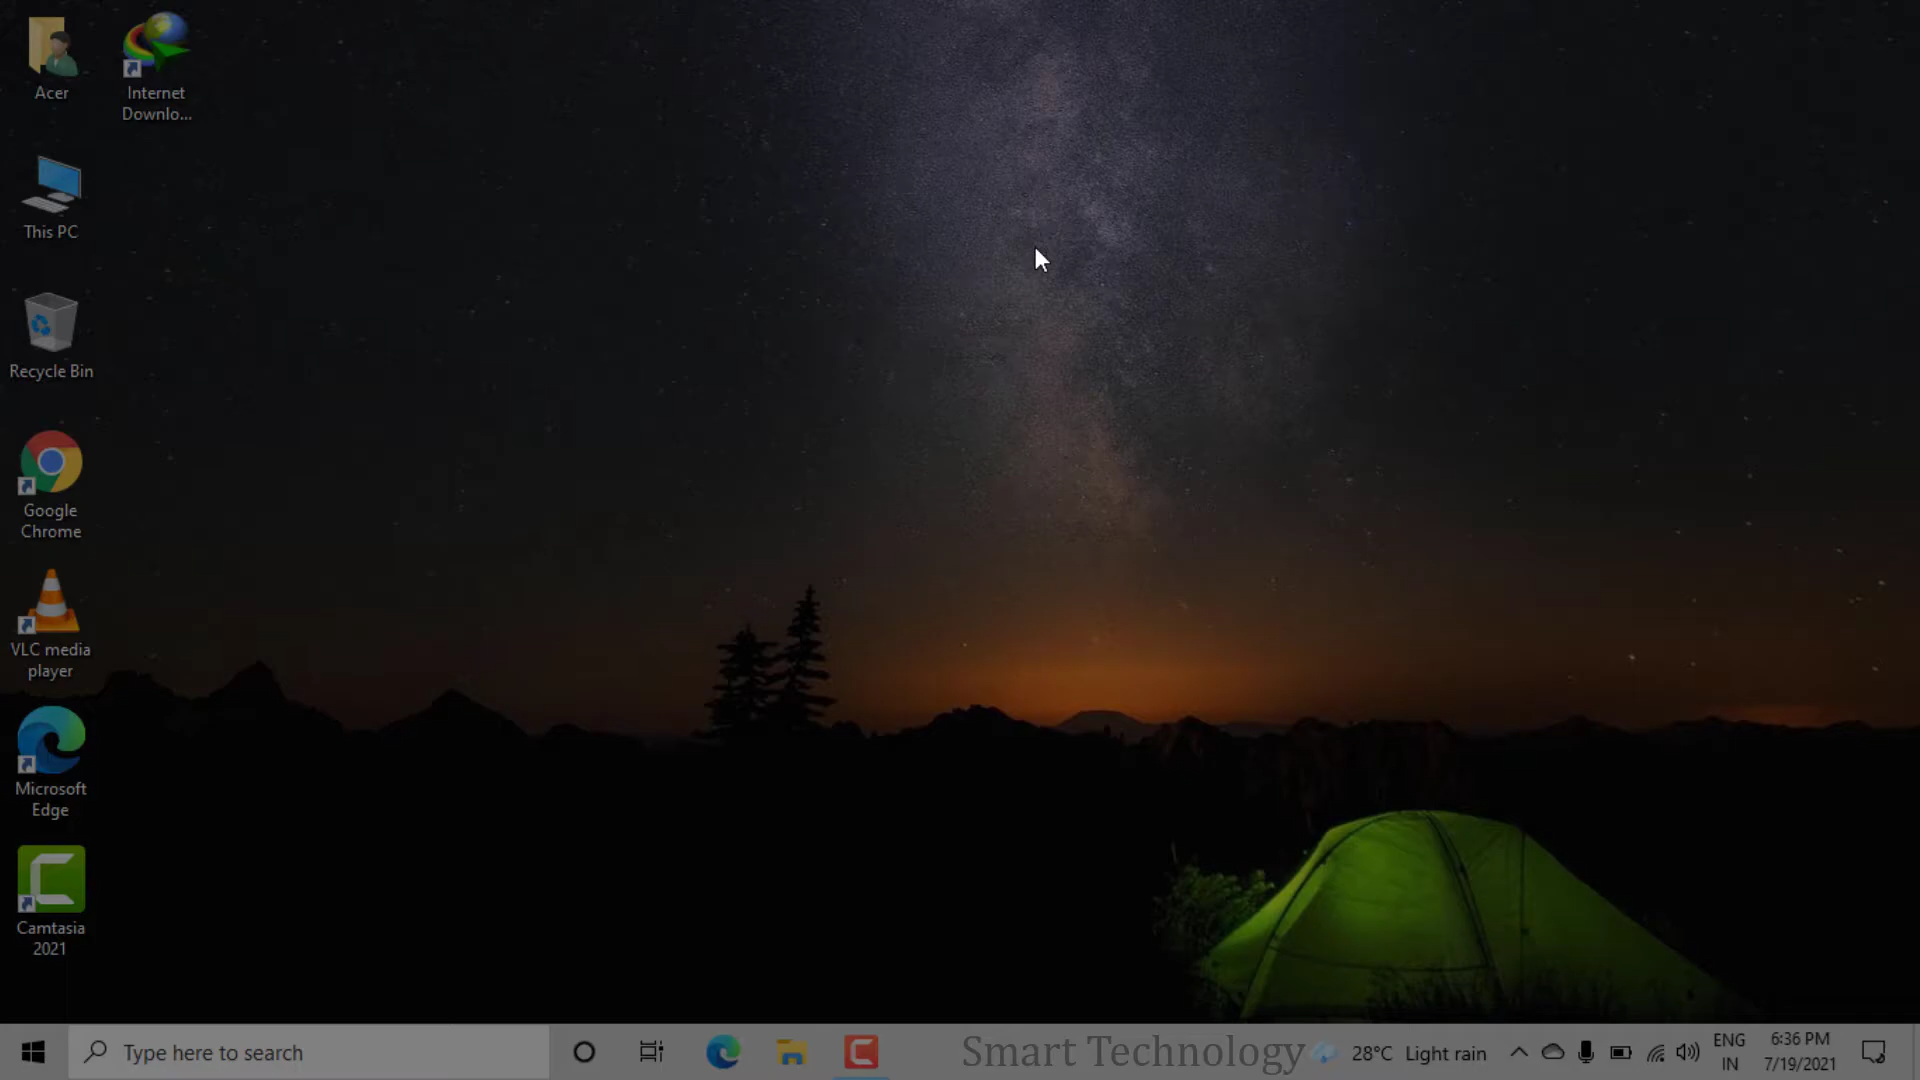 Acer
Internet
Downlo...
This PC
Recycle Bin
Google
Chrome
VLC media
player
Microsoft
Edge
Camtasia
2021
Type here to search
Smart Technology
28°C Light rain
ENG
IN
6:36 PM
7/19/2021